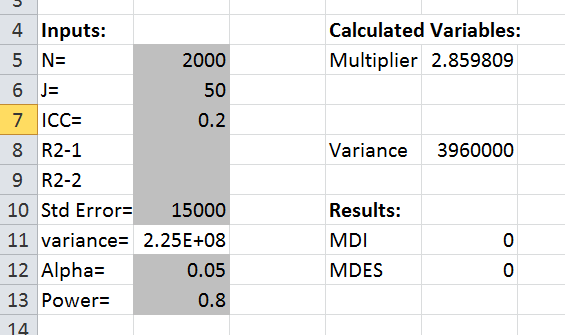 4 Inputs: Calculated Variables:
5 N= 2000 Multiplier 2.859809
6 J= 50
7 ICC= 0.2
8 R2-1 Variance 3960000
9 R2-2
10 Std Error= 15000 Results:
11 variance= 2.25E+08 MDI 0
12 Alpha= 0.05 MDES 0
13 Power= 0.8
14